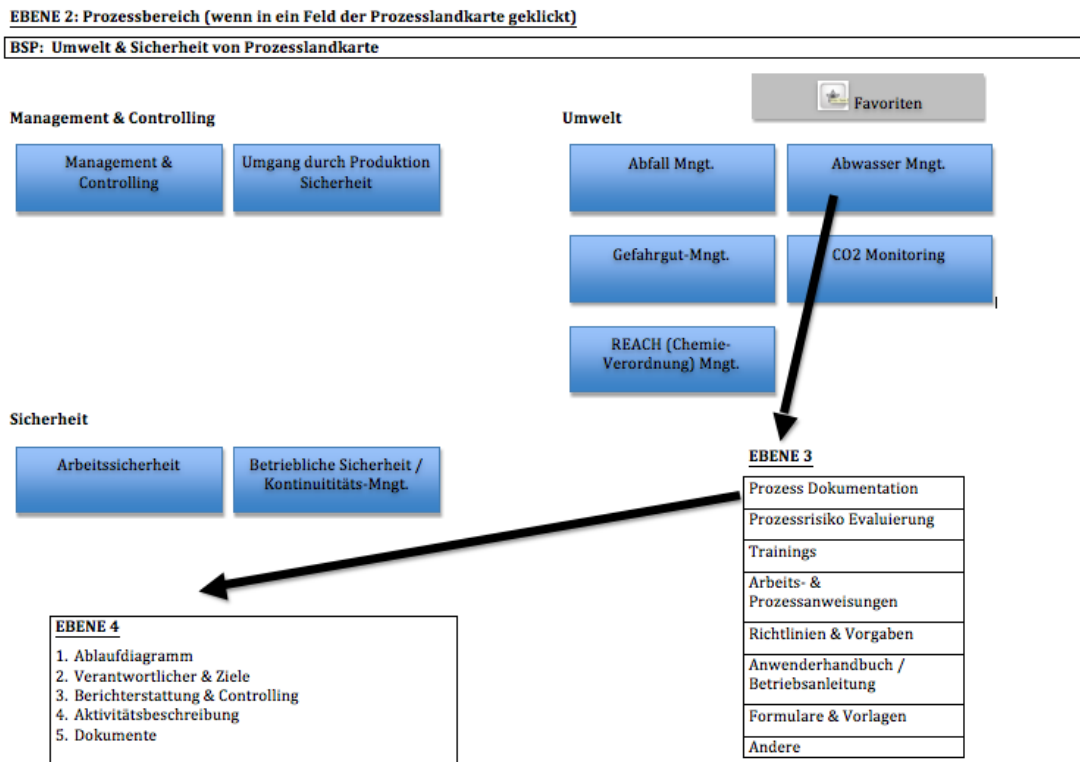 EBENE 2: Prozessbereich (wenn in ein Feld der Prozesslandkarte geklickt)
BSP: Umwelt & Sicherheit von Prozesslandkarte
Favoriten
Management & Controlling
Management &
Controlling
Umgang durch Produktion
Sicherheit
Umwelt
Abfall Mngt.
Abwasser Mngt.
Gefahrgut-Mngt.
CO2 Monitoring
REACH (Chemie-
Verordnung) Mngt.
Sicherheit
Arbeitssicherheit
Betriebliche Sicherheit /
Kontinuititäts-Mngt.
EBENE 3
Prozess Dokumentation
Prozessrisiko Evaluierung
Trainings
Arbeits- &
Prozessanweisungen
Richtlinien & Vorgaben
Anwenderhandbuch /
Betriebsanleitung
Formulare & Vorlagen
Andere
EBENE 4
1. Ablaufdiagramm
2. Verantwortlicher & Ziele
3. Berichterstattung & Controlling
4. Aktivitätsbeschreibung
5. Dokumente